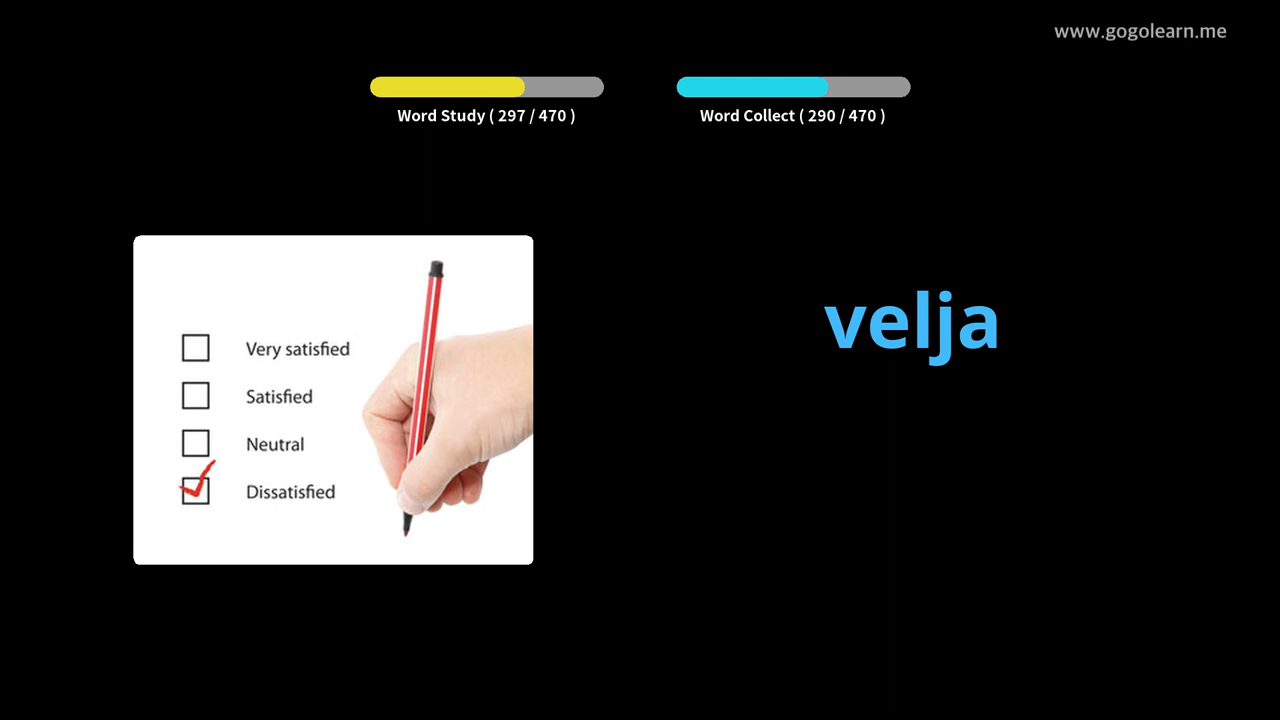 www.gogolearn.me
Word Study ( 297 / 470 )
Word Collect ( 290 / 470 )
Very satisfied
Satisfied
Neutral
Dissatisfied
velja